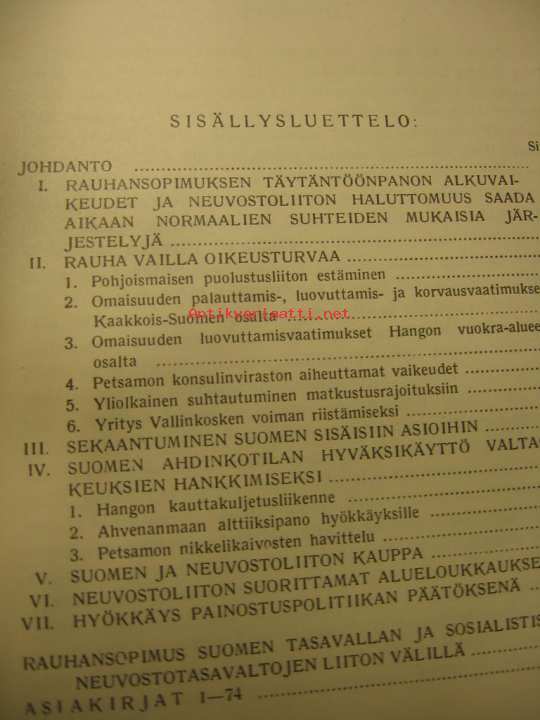 SISÄLLYSLUETTELO:
Si
JOHDANTO
I. RAUHANSOPIMUKSEN TÄYTÄNTÖÖNPANON ALKUVAI-
KEUDET JA NEUVOSTOLIITON HALUTTOMUUS SAADA
AIKAAN NORMAALIEN SUHTEIDEN MUKAISIA JÄR-
JESTELYJÄ
II. RAUHA VAILLA OIKEUSTURVAA
1. Pohjoismaisen puolustusliiton estäminen
2. Omaisuuden palauttamis-, luovuttamis- ja korvausvaatimukse
Kaakkois-Suomen osalta
Antikvariaatti.net
3. Omaisuuden luovuttamisvaatimukset Hangon vuokra-aluee
osalta
4. Petsamon konsulinviraston aiheuttamat vaikeudet
5. Yliolkainen suhtautuminen matkustusrajoituksiin
6. Yritys Vallinkosken voiman riistämiseksi
III. SEKAANTUMINEN SUOMEN SISÄISIIN ASIOIHIN
IV. SUOMEN AHDINKOTILAN HYVÄKSIKÄYTTÖ VALTA
KEUKSIEN HANKKIMISEKSI
1. Hangon kauttakuljetusliikenne
2. Ahvenanmaan alttiiksipano hyökkäyksille
3. Petsamon nikkelikaivosten havittelu
V. SUOMEN JA NEUVOSTOLIITON KAUPPA
VI. NEUVOSTOLIITON SUORITTAMAT ALUELOUKKAUKSE
VII. HYÖKKÄYS PAINOSTUSPOLITIIKAN PÄÄTÖKSENÄ
RAUHANSOPIMUS SUOMEN TASAVALLAN JA SOSIALISTIS
NEUVOSTOTASAVALTOJEN LIITON VÄLILLÄ
ASIAKIRJAT 1—74